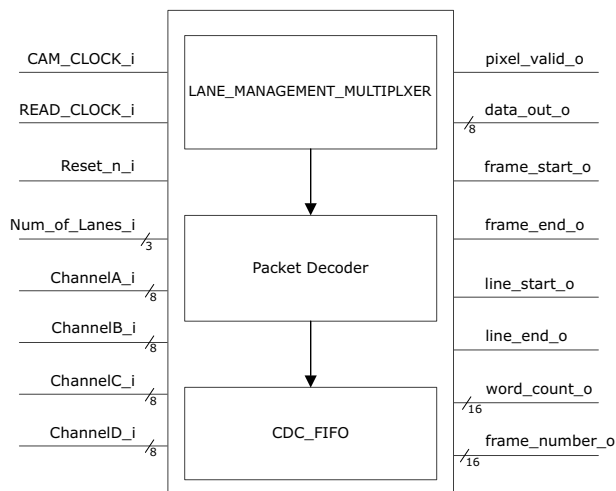 CAM_CLOCK_i
READ_CLOCK_i
Reset_n_i
Num_of_Lanes_i
3
ChannelA_i
8
ChannelB_i
8
ChannelC_i
8
ChannelD_i
8
LANE_MANAGEMENT_MULTIPLXER
Packet Decoder
CDC_FIFO
pixel_valid_o
data_out_o
8
frame_start_o
frame_end_o
line_start_o
line_end_o
word_count_o
16
frame_number_o
16